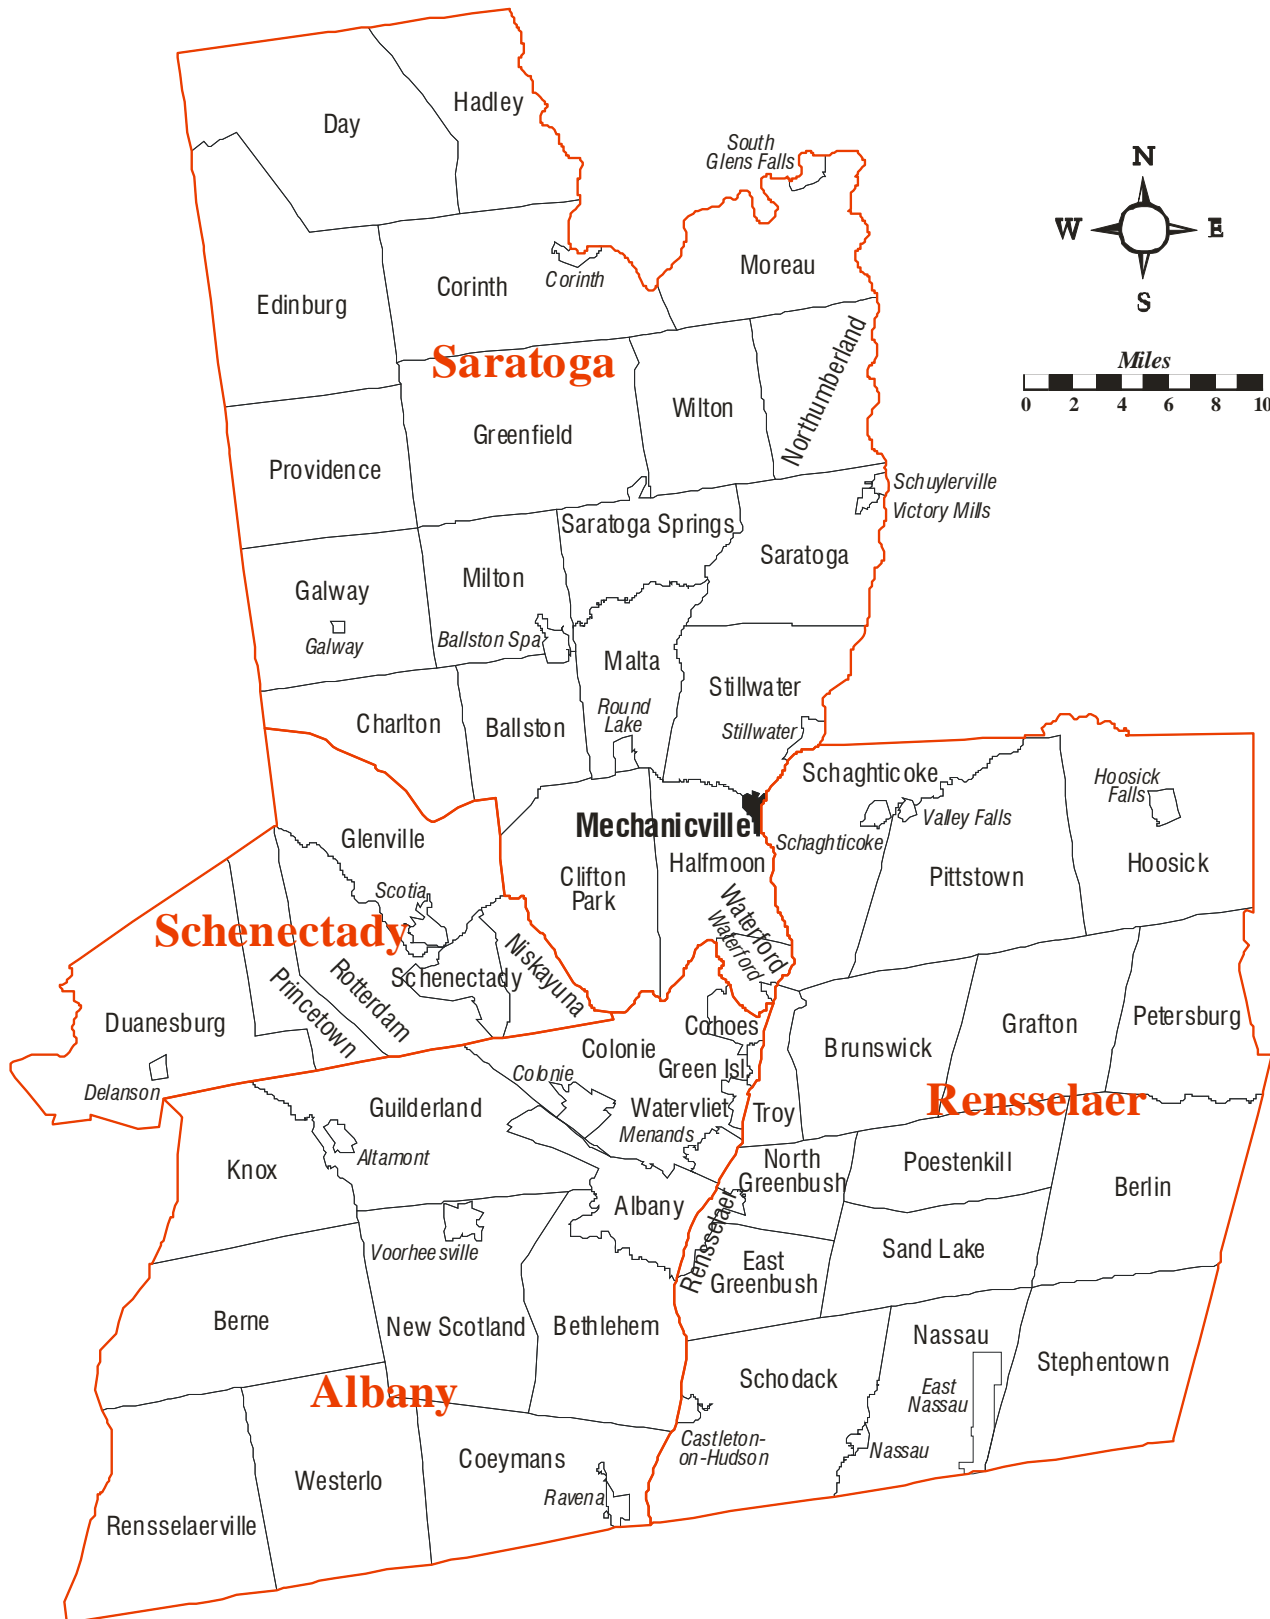 Hadley
Day
South
Glens Falls
N
W
E
S
Moreau
Corinth
Corinth
Edinburg
Saratoga
Miles
0 2 4 6 8 10
Northumberland
Wilton
Greenfield
Providence
Schuylerville
Victory Mills
Saratoga Springs
Saratoga
Milton
Galway
Ballston Spa
Galway
Malta
Stillwater
Round
Lake
Charlton
Ballston
Stillwater
Schaghticoke
Hoosick
Falls
Mechanicville
Valley Falls
Glenville
Schaghticoke
Halfmoon
Hoosick
Clifton
Park
Pittstown
Scotia
Waterford
Waterford
Schenectady
Niskayuna
Schenectady
Rotterdam
Princetown
Duanesburg
Cohoes
Grafton
Petersburg
Brunswick
Colonie
Green Isl.
Colonie
Delanson
Rensselaer
Guilderland
Watervliet
Troy
Menands
Altamont
North
Greenbush
Poestenkill
Knox
Berlin
Albany
Rensselaer
Voorheesville
Sand Lake
East
Greenbush
Berne
New Scotland
Bethlehem
Nassau
Stephentown
Albany
Schodack
East
Nassau
Castleton-
on-Hudson
Nassau
Coeymans
Westerlo
Ravena
Rensselaerville